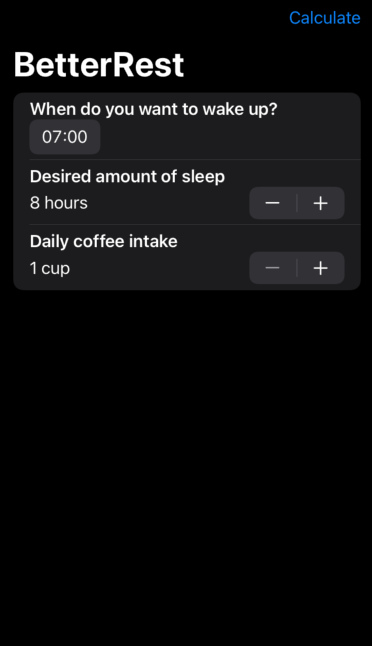 Calculate
BetterRest
When do you want to wake up?
07:00
Desired amount of sleep
8 hours
Daily coffee intake
1 cup